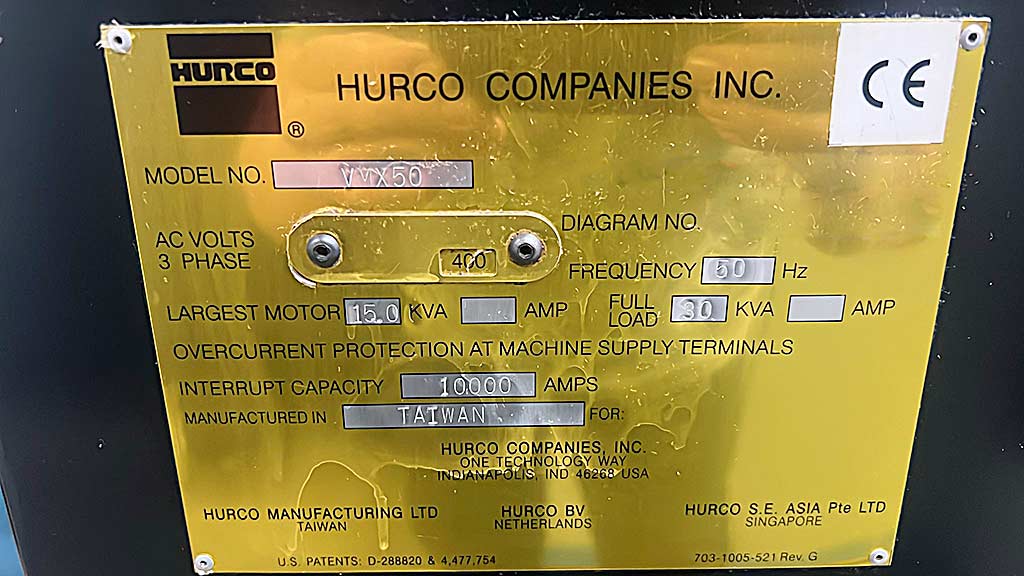 HURCO
®
HURCO COMPANIES INC.
CE
MODEL NO. VVX50
AC VOLTS
3 PHASE
400
DIAGRAM NO.
FREQUENCY 50 Hz
LARGEST MOTOR 15.0 KVA AMP
FULL
LOAD 30 KVA AMP
OVERCURRENT PROTECTION AT MACHINE SUPPLY TERMINALS
INTERRUPT CAPACITY 10000 AMPS
MANUFACTURED IN TAIWAN FOR:
HURCO COMPANIES, INC.
ONE TECHNOLOGY WAY
INDIANAPOLIS, IND 46268 USA
HURCO MANUFACTURING LTD
TAIWAN
HURCO BV
NETHERLANDS
HURCO S.E. ASIA Pte LTD
SINGAPORE
U.S. PATENTS: D-288820 & 4,477,754
703-1005-521 Rev. G